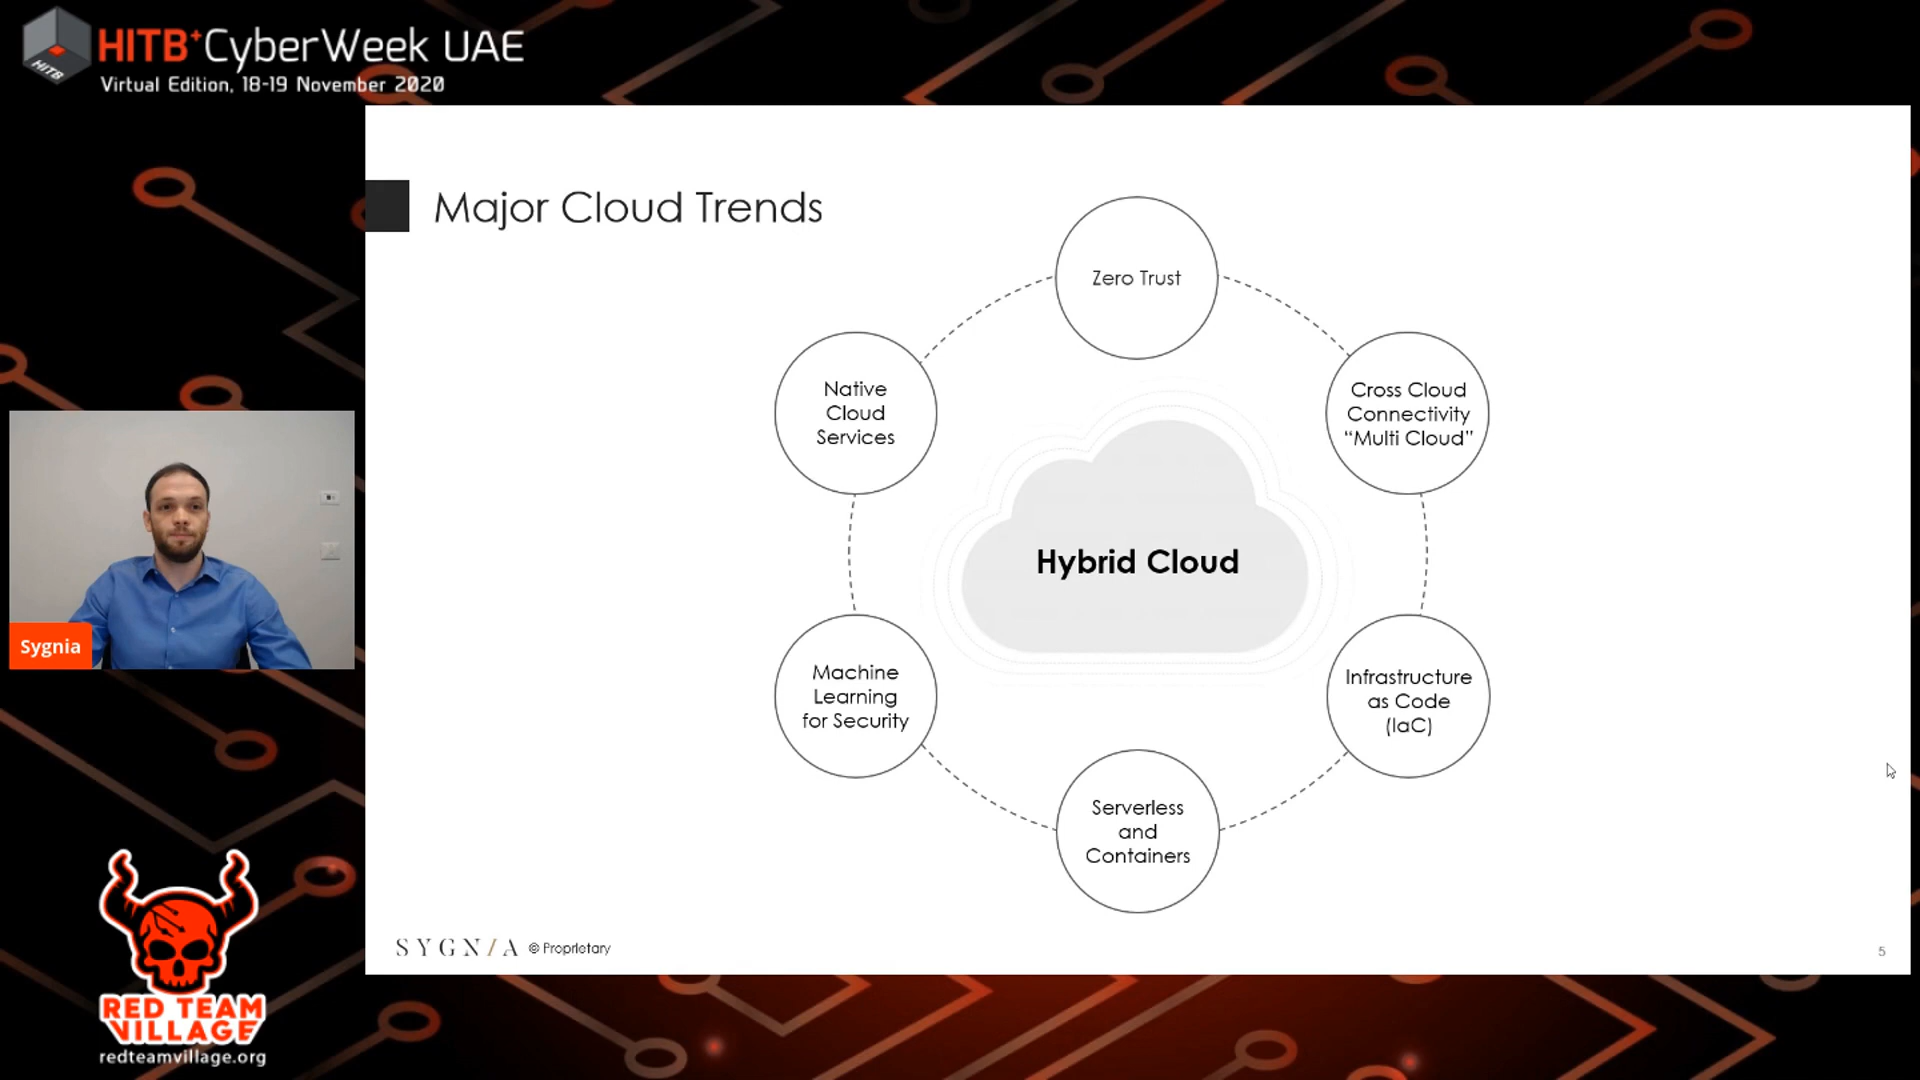 HITB+CyberWeek UAE
HITB
Virtual Edition, 18-19 November 2020
Major Cloud Trends
Zero Trust
Native
Cloud
Services
Cross Cloud
Connectivity
“Multi Cloud”
Hybrid Cloud
Machine
Learning
for Security
Infrastructure
as Code
(IaC)
Serverless
and
Containers
Sygnia
SYGNIA © Proprietary
5
RED TEAM
VILLAGE
redteamvillage.org